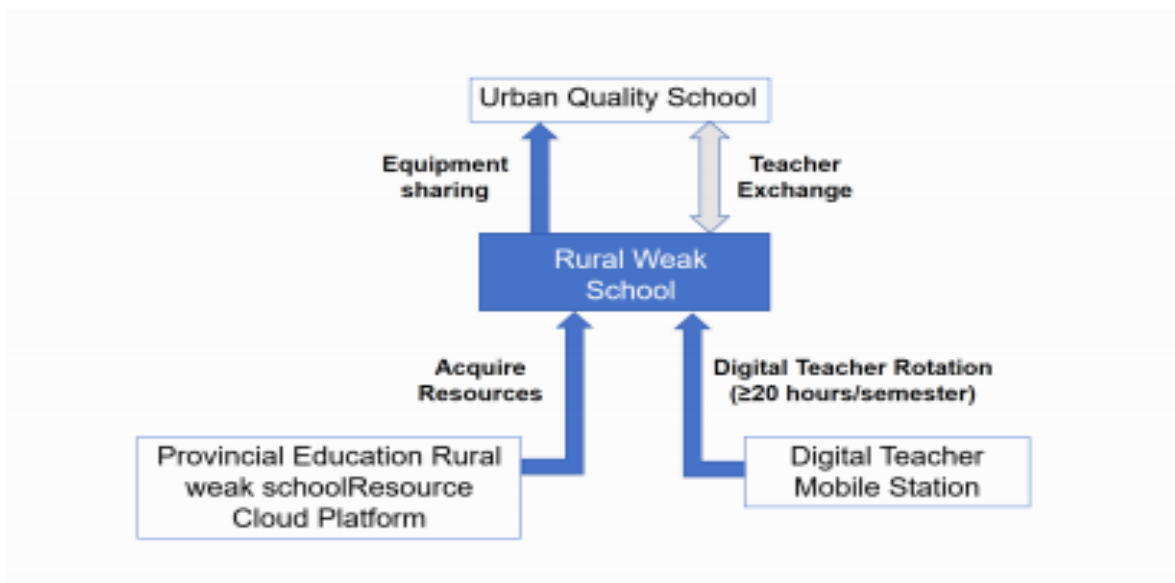 Urban Quality School
Equipment
sharing
Teacher
Exchange
Rural Weak
School
Acquire
Resources
Digital Teacher Rotation
(≥20 hours/semester)
Provincial Education Rural
weak schoolResource
Cloud Platform
Digital Teacher
Mobile Station